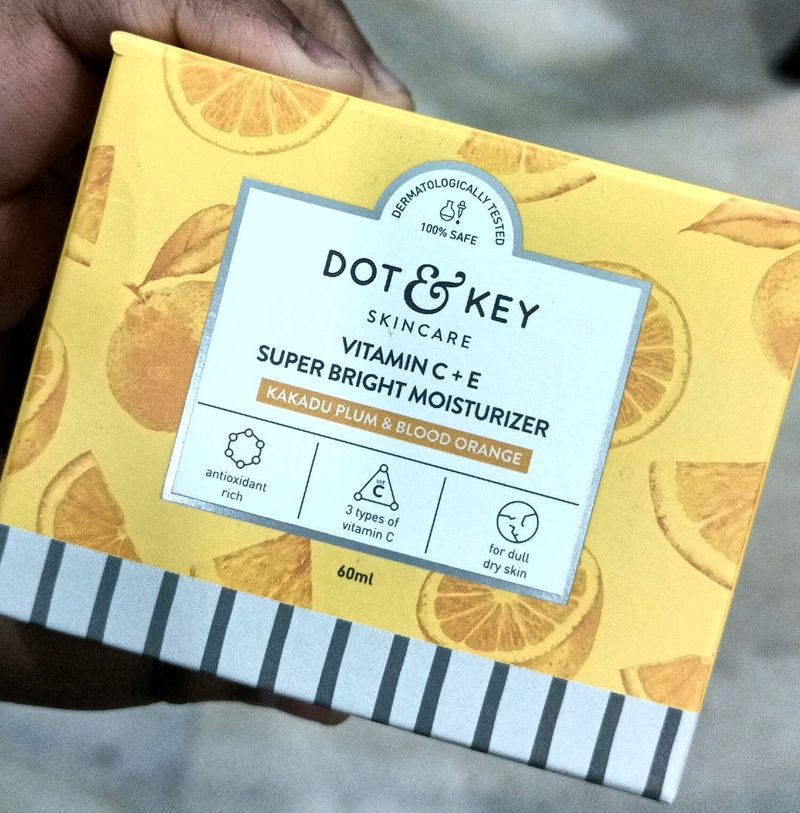 DERMATOLOGICALLY TESTED
100% SAFE
DOT & KEY
SKINCARE
VITAMIN C + E
SUPER BRIGHT MOISTURIZER
KAKADU PLUM & BLOOD ORANGE
antioxidant
rich
VIT
C
3 types of
vitamin C
for dull
dry skin
60ml